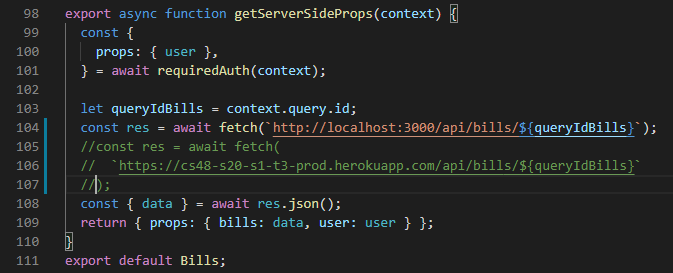 98 export async function getServerSideProps(context) {
99 const {
100 props: { user },
101 } = await requiredAuth(context);
102
103 let queryIdBills = context.query.id;
104 const res = await fetch(`http://localhost:3000/api/bills/${queryIdBills}`);
105 //const res = await fetch(
106 // `https://cs48-s20-s1-t3-prod.herokuapp.com/api/bills/${queryIdBills}`
107 //);
108 const { data } = await res.json();
109 return { props: { bills: data, user: user } };
110 }
111 export default Bills;